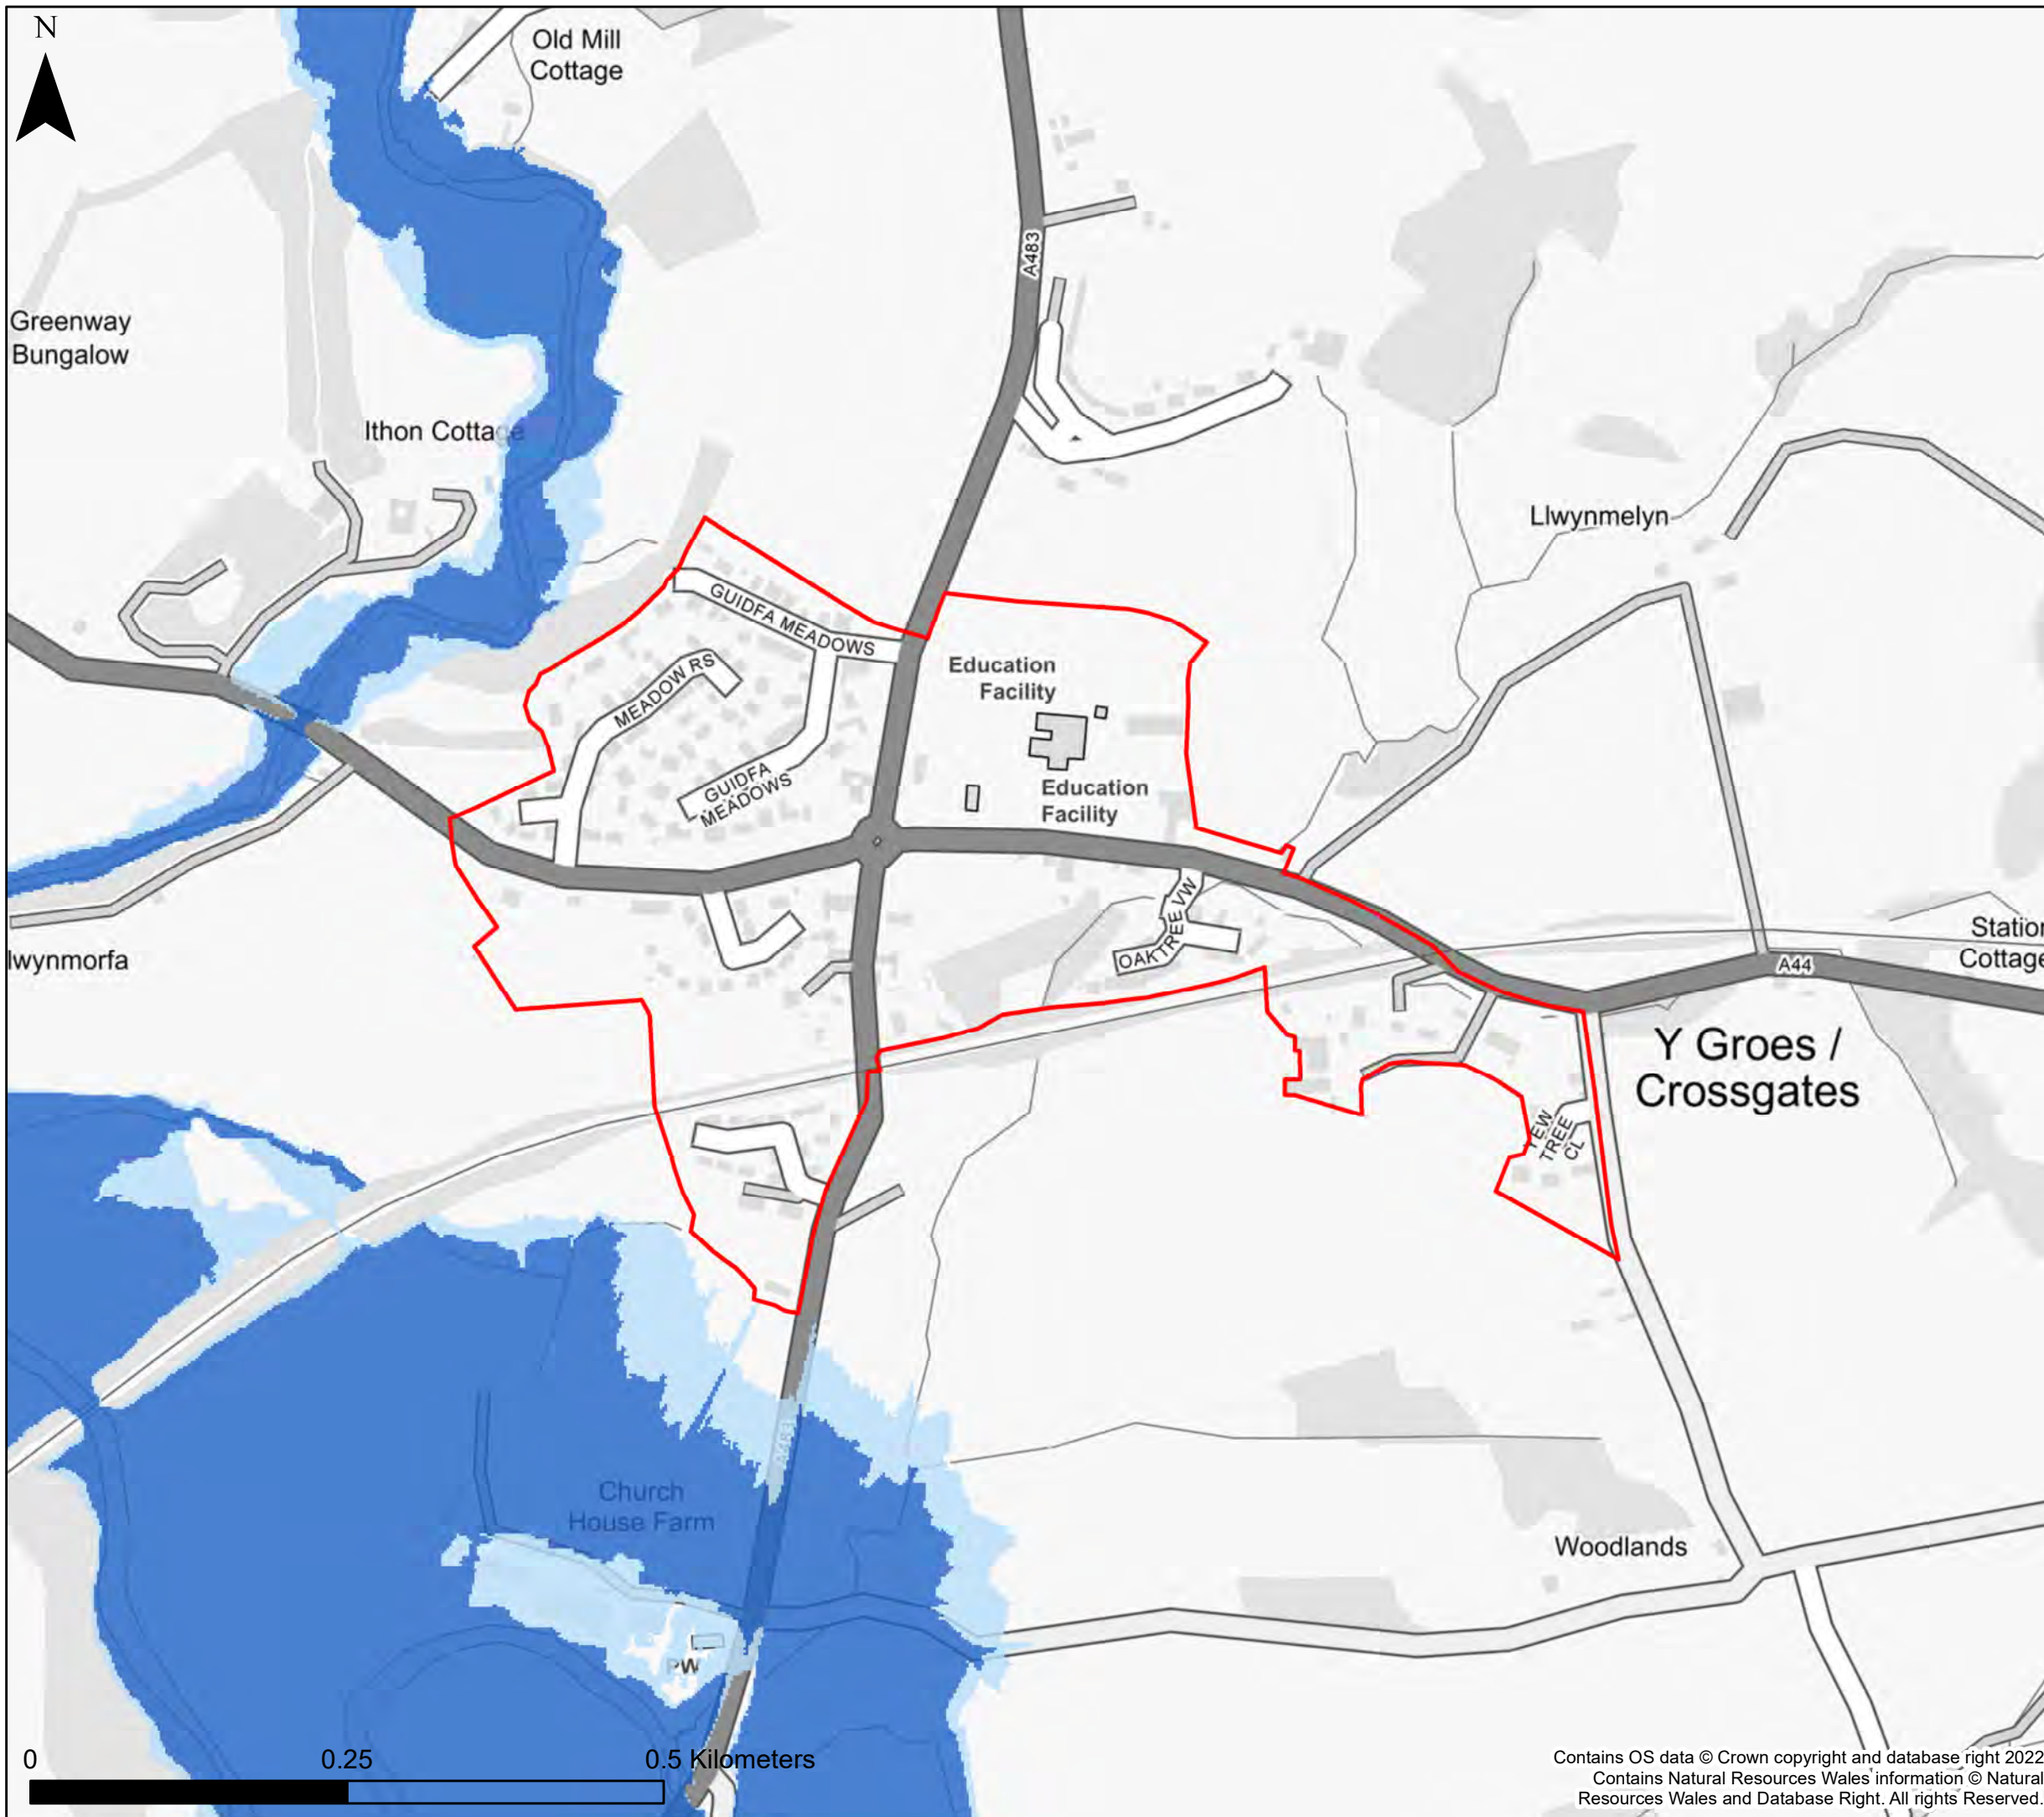 N
Old Mill
Cottage
A483
Greenway
Bungalow
Ithon Cottage
Llwynmelyn
GUIDFA MEADOWS
MEADOW RS
Education
Facility
GUIDFA
MEADOWS
Education
Facility
OAKTREE VW
Station
Cottage
lwynmorfa
A44
Y Groes /
Crossgates
YEW
TREE
CL
A483
Church
House Farm
Woodlands
PW
0 0.25 0.5 Kilometers
Contains OS data © Crown copyright and database right 2022
Contains Natural Resources Wales information © Natural
Resources Wales and Database Right. All rights Reserved.